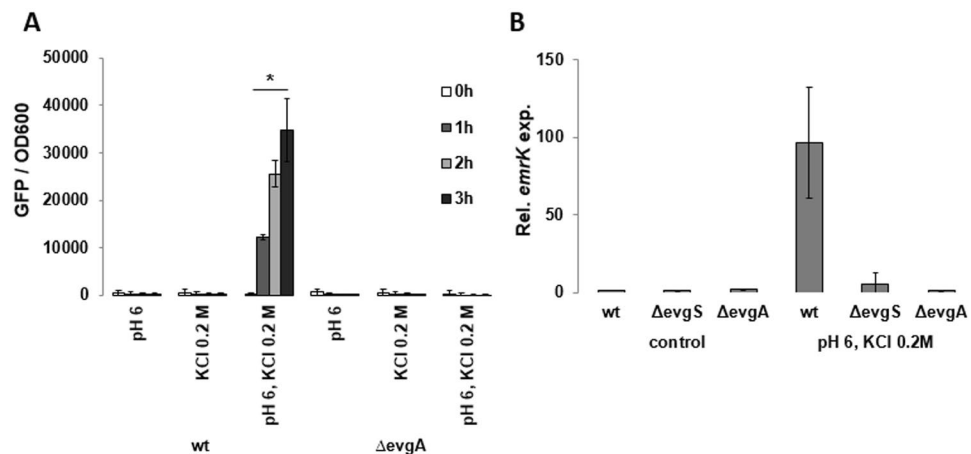 A
50000
40000
30000
20000
10000
0
GFP / OD600
*
0h
1h
2h
3h
pH 6
KCl 0.2 M
pH 6, KCl 0.2 M
pH 6
KCl 0.2 M
pH 6, KCl 0.2 M
wt
ΔevgA
B
150
100
50
0
Rel. emrK exp.
wt ΔevgS ΔevgA wt ΔevgS ΔevgA
control pH 6, KCl 0.2M